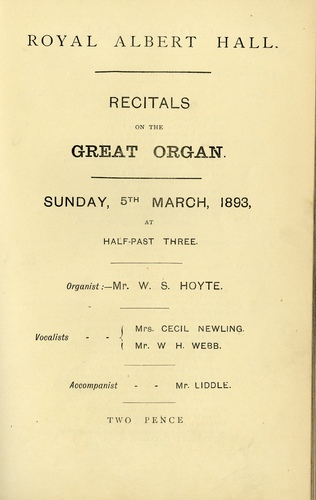 ROYAL ALBERT HALL.
RECITALS
ON THE
GREAT ORGAN.
SUNDAY, 5TH MARCH, 1893,
AT
HALF-PAST THREE.
Organist:—Mr. W. S. HOYTE.
Vocalists - - { Mrs. CECIL NEWLING.
Mr. W H. WEBB.
Accompanist - - Mr. LIDDLE.
TWO PENCE